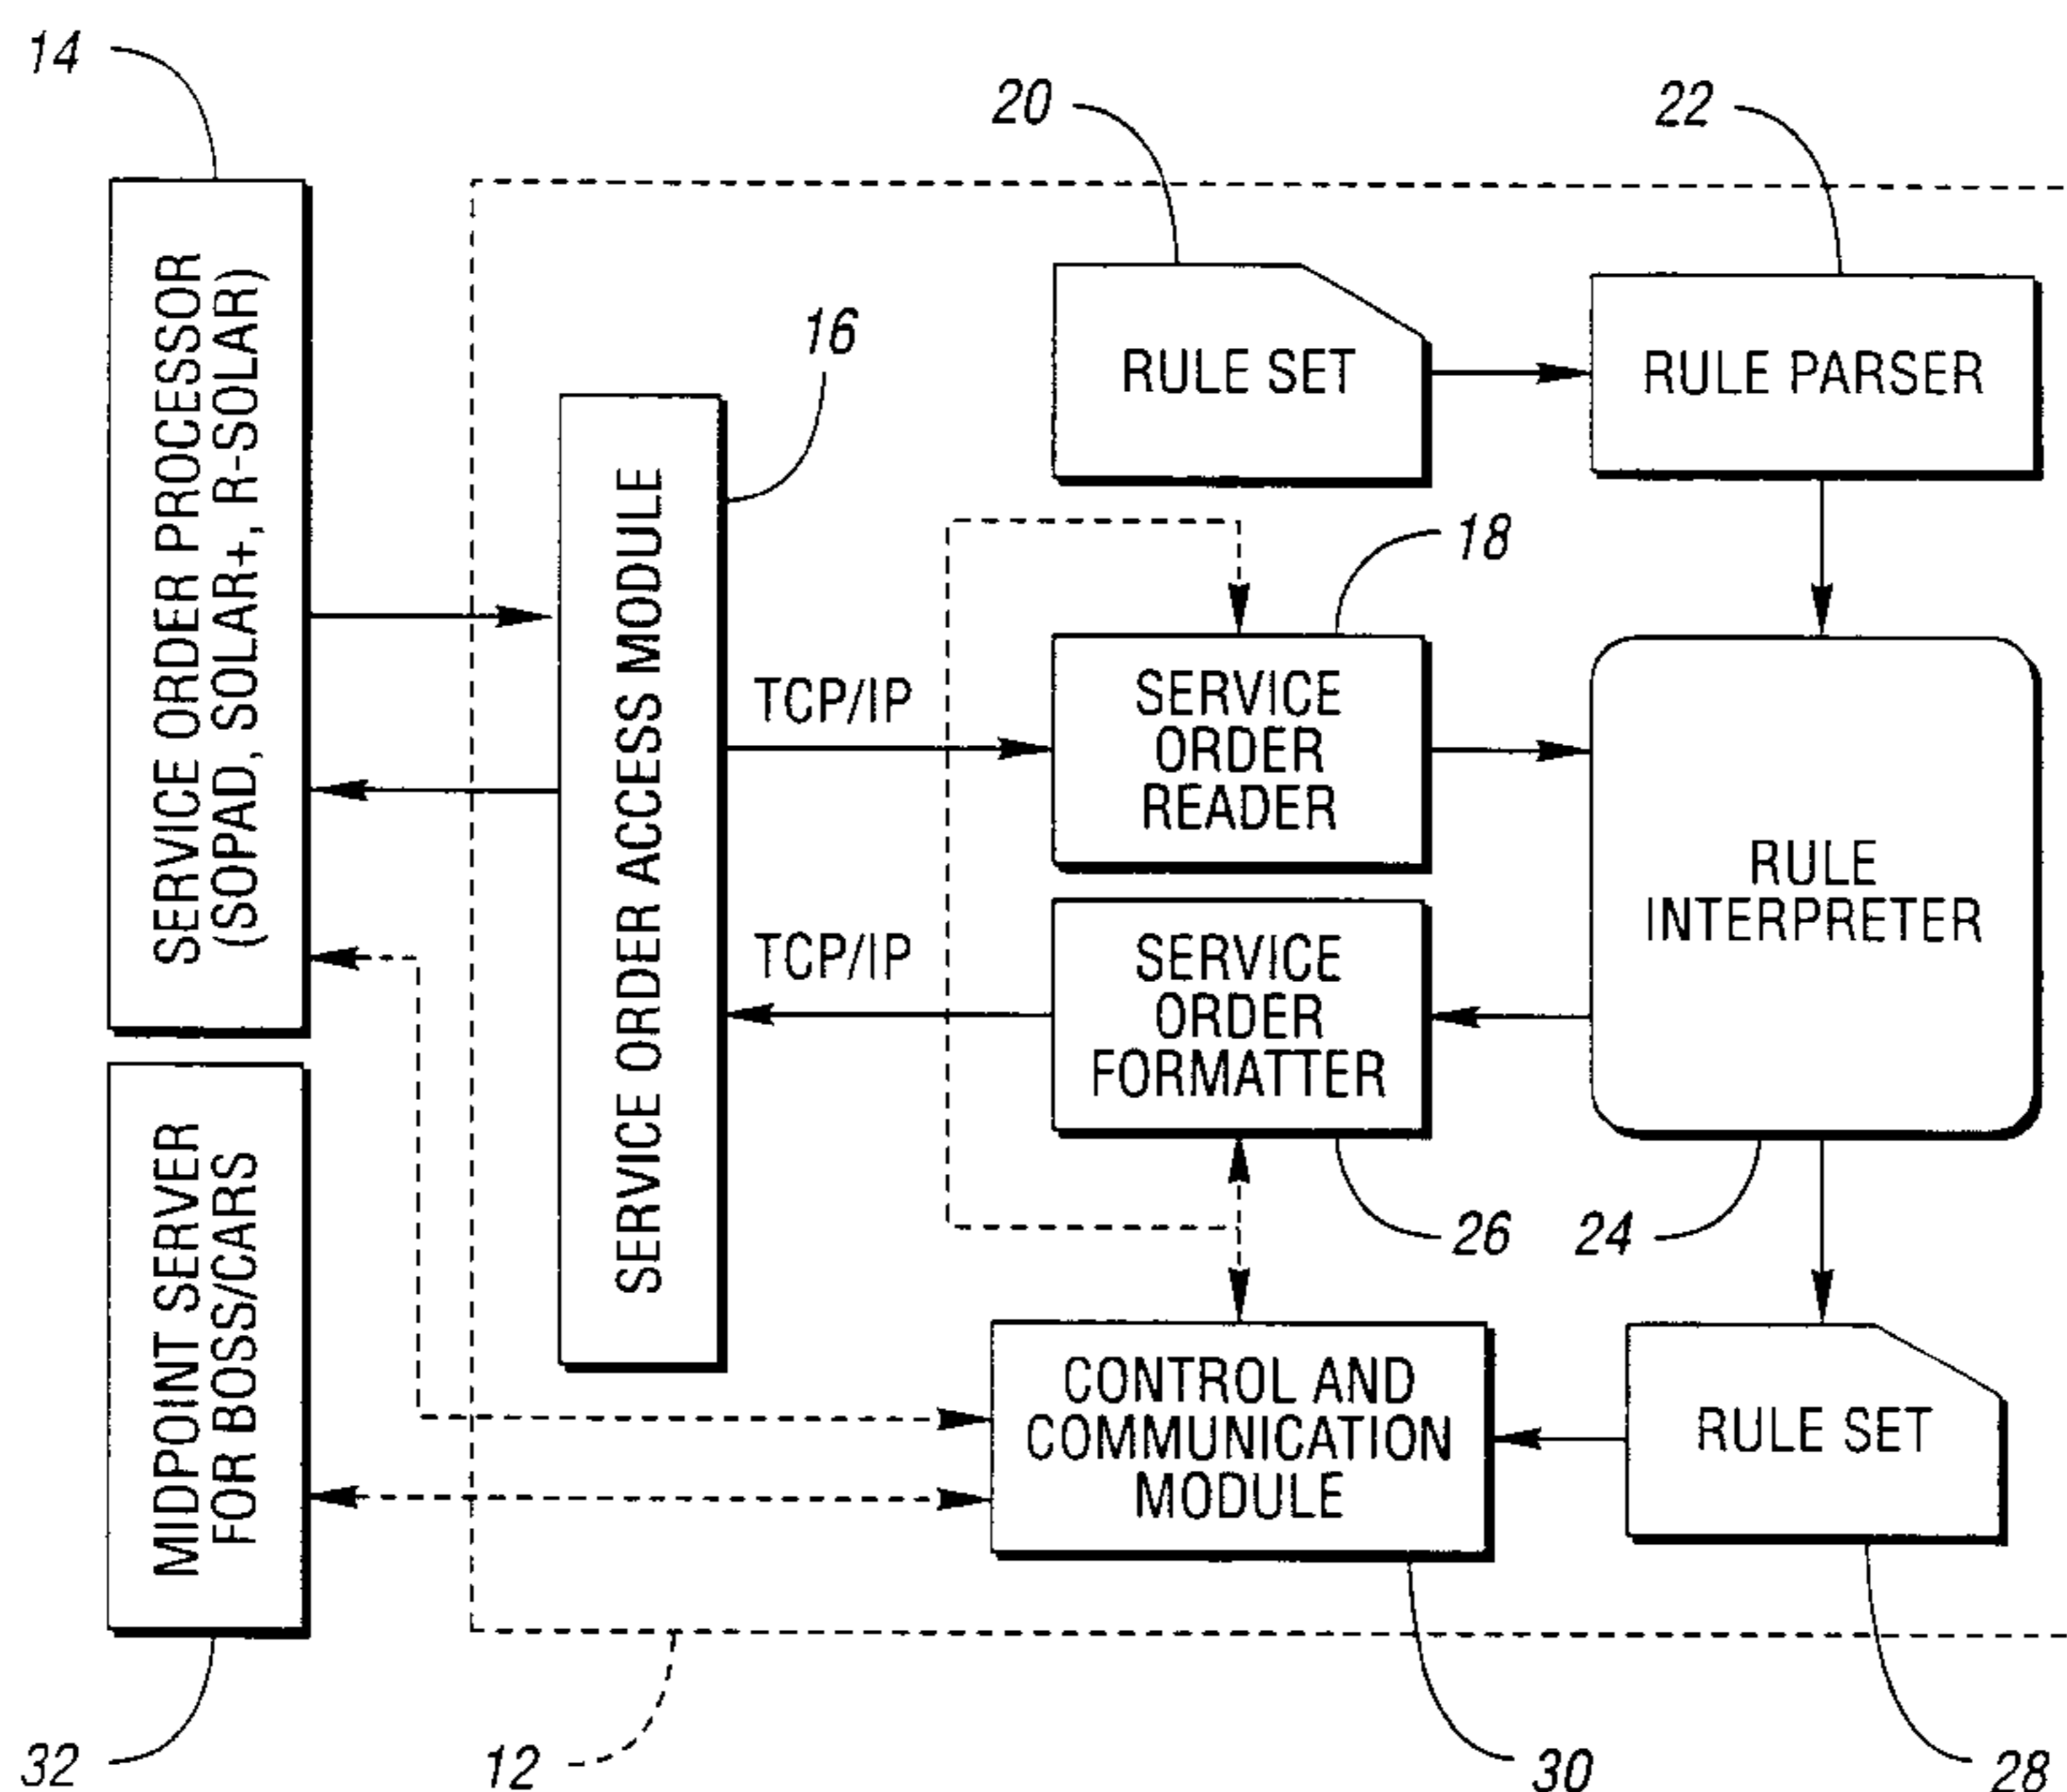 14
20
22
SERVICE ORDER PROCESSOR
(SOPAD, SOLAR+, R-SOLAR)
16
RULE SET
RULE PARSER
SERVICE ORDER ACCESS MODULE
18
TCP/IP
SERVICE
ORDER
READER
RULE
INTERPRETER
TCP/IP
SERVICE
ORDER
FORMATTER
MIDPOINT SERVER
FOR BOSS/CARS
26
24
CONTROL AND
COMMUNICATION
MODULE
RULE SET
32
12
30
28